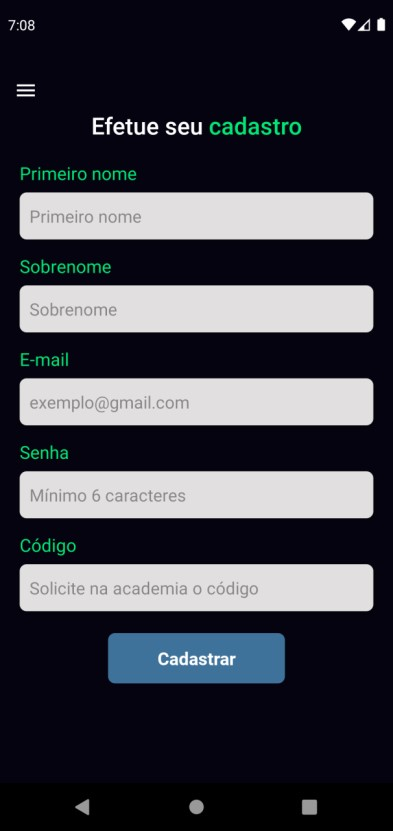 7:08
Efetue seu cadastro
Primeiro nome
Primeiro nome
Sobrenome
Sobrenome
E-mail
exemplo@gmail.com
Senha
Mínimo 6 caracteres
Código
Solicite na academia o código
Cadastrar